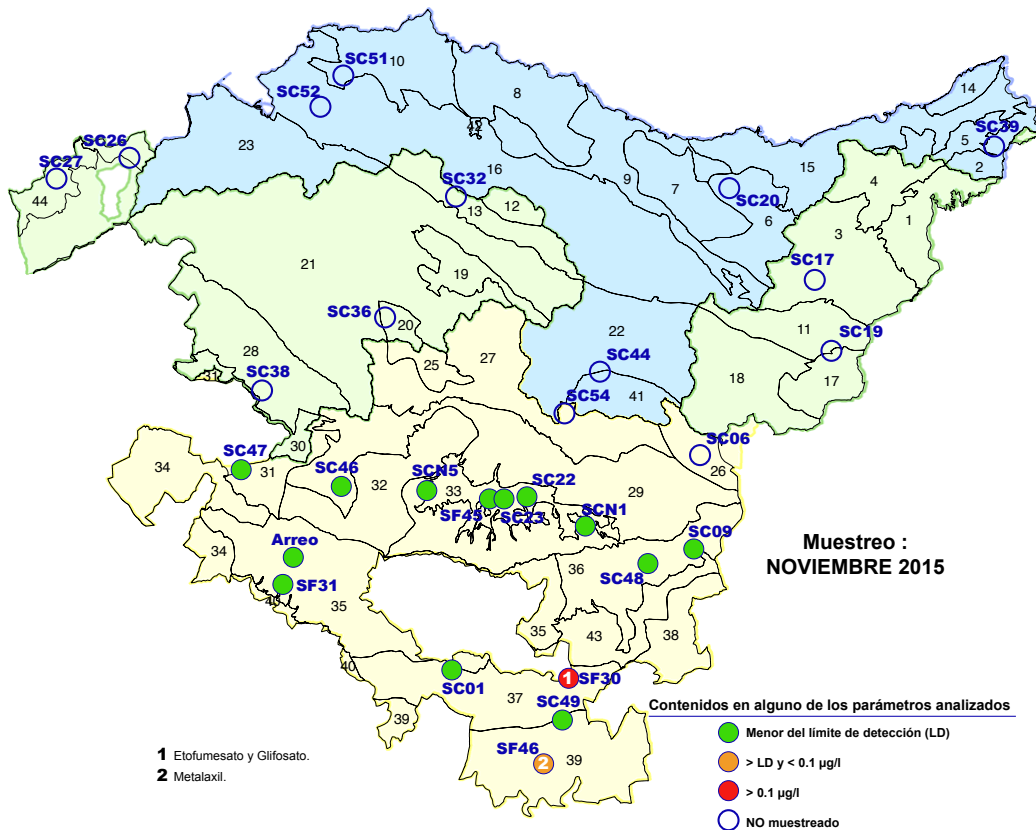 SC51
10
SC52
8
14
42
SC26
23
5
SC39
SC27
16
15
2
9
7
4
44
SC32
SC20
12
13
6
1
3
21
19
SC17
SC36
20
22
11
SC19
28
25
27
SC44
18
17
31
SC38
41
SC54
30
SC06
SC47
31
26
34
SC46
SCN5
SC22
32
33
29
SF45
SC23
SCN1
SC09
Arreo
34
36
SC48
Muestreo :
NOVIEMBRE 2015
SF31
40
35
35
43
38
40
1
SF30
SC01
37
SC49
39
Contenidos en alguno de los parámetros analizados
Menor del límite de detección (LD)
SF46
2
39
> LD y < 0.1 µg/l
> 0.1 µg/l
NO muestreado
1 Etofumesato y Glifosato.
2 Metalaxil.